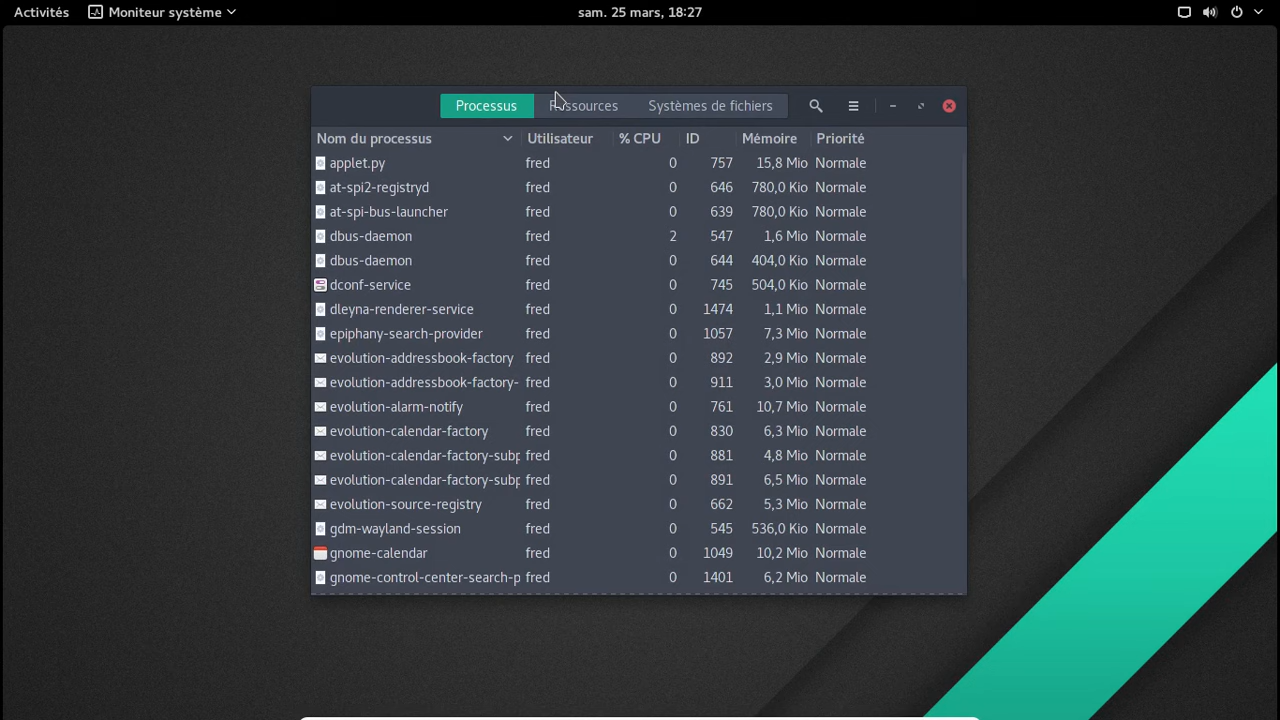 Activités Moniteur système sam. 25 mars, 18:27
Processus Ressources Systèmes de fichiers
Nom du processus Utilisateur % CPU ID Mémoire Priorité
applet.py fred 0 757 15,8 Mio Normale
at-spi2-registryd fred 0 646 780,0 Kio Normale
at-spi-bus-launcher fred 0 639 780,0 Kio Normale
dbus-daemon fred 2 547 1,6 Mio Normale
dbus-daemon fred 0 644 404,0 Kio Normale
dconf-service fred 0 745 504,0 Kio Normale
dleyna-renderer-service fred 0 1474 1,1 Mio Normale
epiphany-search-provider fred 0 1057 7,3 Mio Normale
evolution-addressbook-factory fred 0 892 2,9 Mio Normale
evolution-addressbook-factory- fred 0 911 3,0 Mio Normale
evolution-alarm-notify fred 0 761 10,7 Mio Normale
evolution-calendar-factory fred 0 830 6,3 Mio Normale
evolution-calendar-factory-subp fred 0 881 4,8 Mio Normale
evolution-calendar-factory-subp fred 0 891 6,5 Mio Normale
evolution-source-registry fred 0 662 5,3 Mio Normale
gdm-wayland-session fred 0 545 536,0 Kio Normale
gnome-calendar fred 0 1049 10,2 Mio Normale
gnome-control-center-search-p fred 0 1401 6,2 Mio Normale